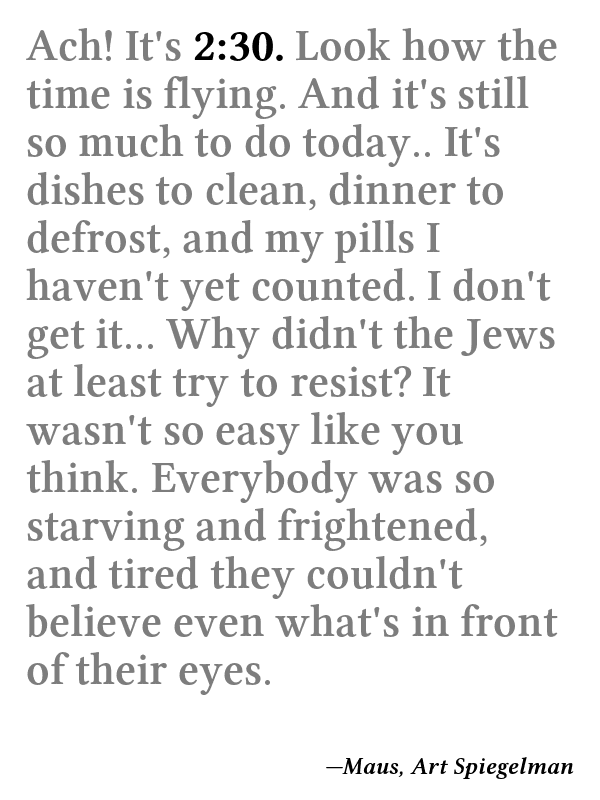 Ach! It's 2:30. Look how the
time is flying. And it's still
so much to do today.. It's
dishes to clean, dinner to
defrost, and my pills I
haven't yet counted. I don't
get it... Why didn't the Jews
at least try to resist? It
wasn't so easy like you
think. Everybody was so
starving and frightened,
and tired they couldn't
believe even what's in front
of their eyes.
—Maus, Art Spiegelman